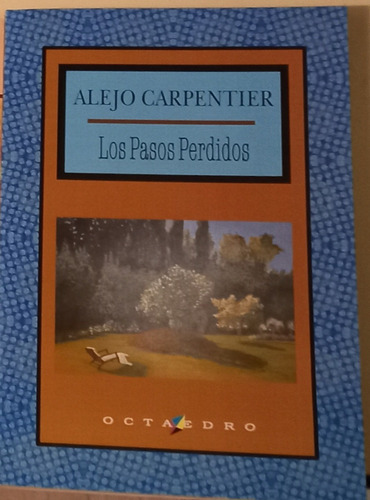 ALEJO CARPENTIER
Los Pasos Perdidos
OCTAEDRO